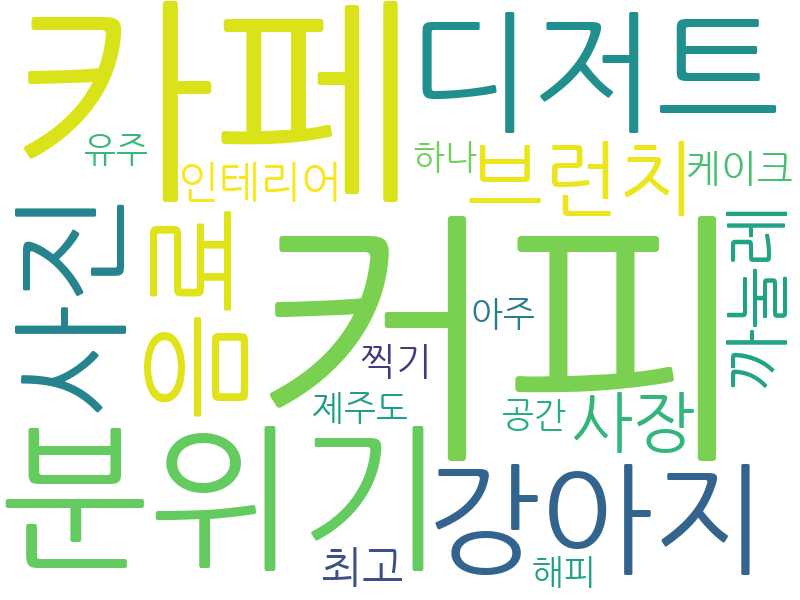 카페
디저트
유주
인테리어
하나
브런치
케이크
사진
음료
커피
까눌레
아주
찍기
제주도
공간
사장
분위기
강아지
최고
해피